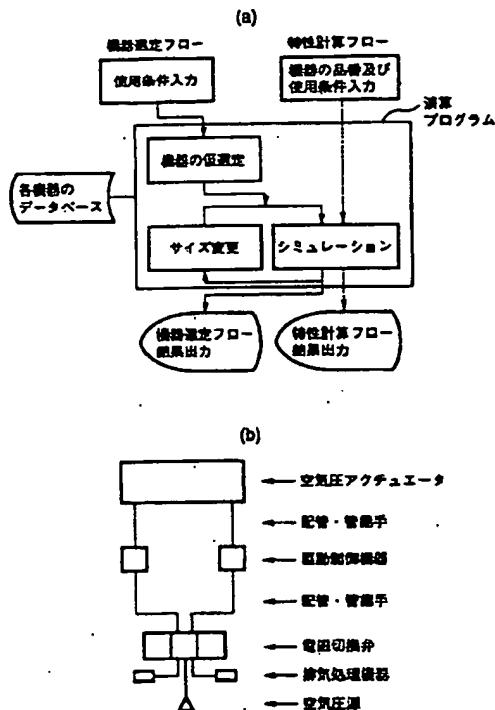 (a)
機器選定フロー
特性計算フロー
使用条件入力
機器の品番及び
使用条件入力
演算
プログラム
機器の仮選定
各機器の
データベース
サイズ変更
シミュレーション
機器選定フロー
結果出力
特性計算フロー
結果出力
(b)
空気圧アクチュエータ
配管・管継手
駆動制御機器
配管・管継手
電磁切換弁
排気処理機器
空気圧源